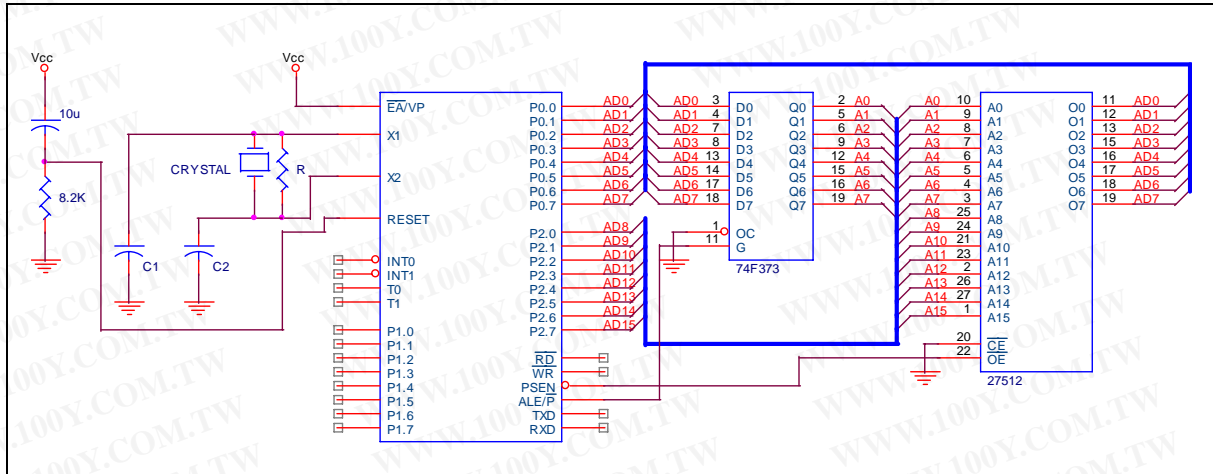 Vcc
10u
8.2K
C1
C2
CRYSTAL
R
Vcc
EA/VP
X1
X2
RESET
INT0
INT1
T0
T1
P1.0
P1.1
P1.2
P1.3
P1.4
P1.5
P1.6
P1.7
P0.0 AD0
P0.1 AD1
P0.2 AD2
P0.3 AD3
P0.4 AD4
P0.5 AD5
P0.6 AD6
P0.7 AD7
P2.0 AD8
P2.1 AD9
P2.2 AD10
P2.3 AD11
P2.4 AD12
P2.5 AD13
P2.6 AD14
P2.7 AD15
RD
WR
PSEN
ALE/P
TXD
RXD
AD0 3 D0 Q0 2 A0
AD1 4 D1 Q1 5 A1
AD2 7 D2 Q2 6 A2
AD3 8 D3 Q3 9 A3
AD4 13 D4 Q4 12 A4
AD5 14 D5 Q5 15 A5
AD6 17 D6 Q6 16 A6
AD7 18 D7 Q7 19 A7
1 OC
11 G
74F373
A0 10 A0 O0 11 AD0
A1 9 A1 O1 12 AD1
A2 8 A2 O2 13 AD2
A3 7 A3 O3 15 AD3
A4 6 A4 O4 16 AD4
A5 5 A5 O5 17 AD5
A6 4 A6 O6 18 AD6
A7 3 A7 O7 19 AD7
A8 25 A8
A9 24 A9
A10 21 A10
A11 23 A11
A12 2 A12
A13 26 A13
A14 27 A14
A15 1 A15
20 CE
22 OE
27512
WWW.100Y.COM.TW